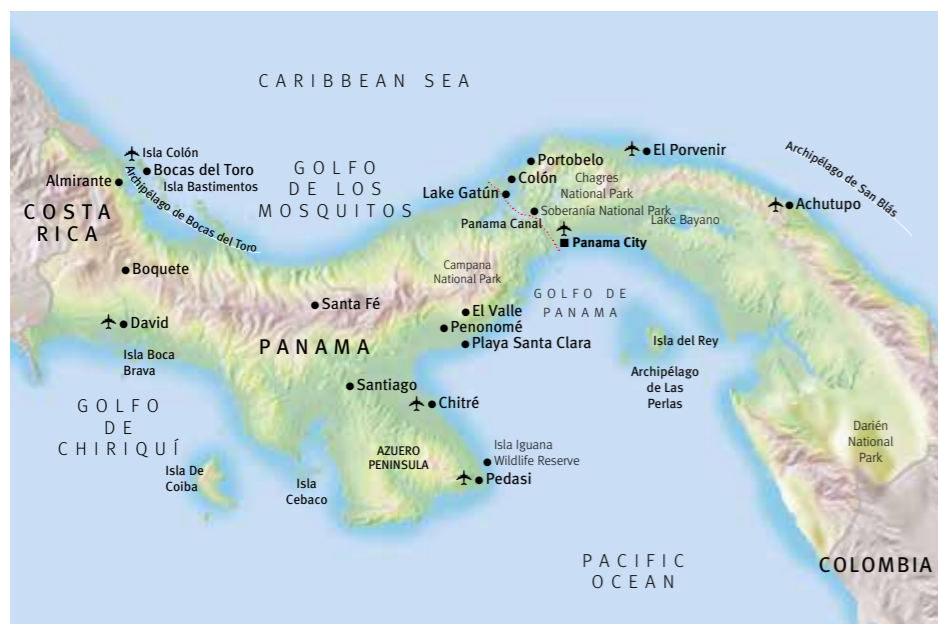 CARIBBEAN SEA
Isla Colón
Bocas del Toro
Isla Bastimentos
Almirante
Archipélago de Bocas del Toro
COSTA
RICA
GOLFO
DE LOS
MOSQUITOS
Portobelo
Colón
Lake Gatún
Chagres
National Park
Soberanía National Park
Panama Canal
Panama City
Lake Bayano
El Porvenir
Archipélago de San Blás
Achutupo
Boquete
David
Santa Fé
Campana
National Park
El Valle
Penonomé
Playa Santa Clara
GOLFO DE
PANAMA
Isla del Rey
Archipélago
de Las
Perlas
Isla Boca
Brava
PANAMA
Santiago
Chitré
GOLFO
DE
CHIRIQUÍ
Isla De
Coiba
Isla
Cebaco
AZUERO
PENINSULA
Isla Iguana
Wildlife Reserve
Pedasi
Darién
National
Park
PACIFIC
OCEAN
COLOMBIA